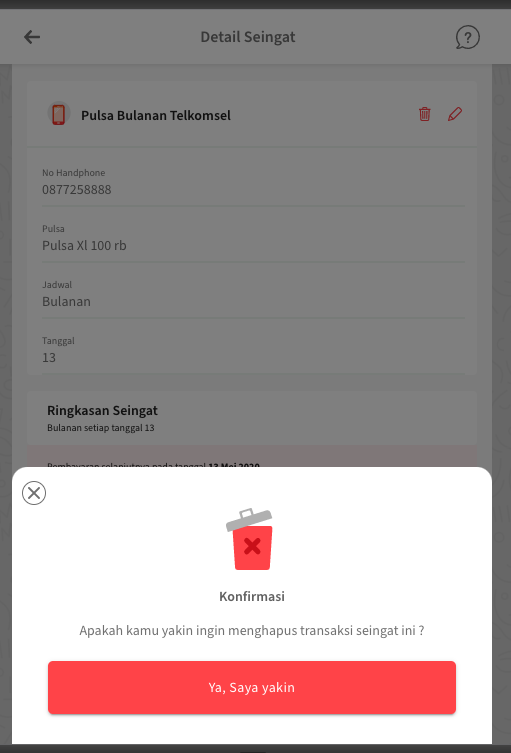 Detail Seingat
?
Pulsa Bulanan Telkomsel
No Handphone
0877258888
Pulsa
Pulsa Xl 100 rb
Jadwal
Bulanan
Tanggal
13
Ringkasan Seingat
Bulanan setiap tanggal 13
Pembayaran selanjutnya pada tanggal 13 Mei 2020
Konfirmasi
Apakah kamu yakin ingin menghapus transaksi seingat ini ?
Ya, Saya yakin